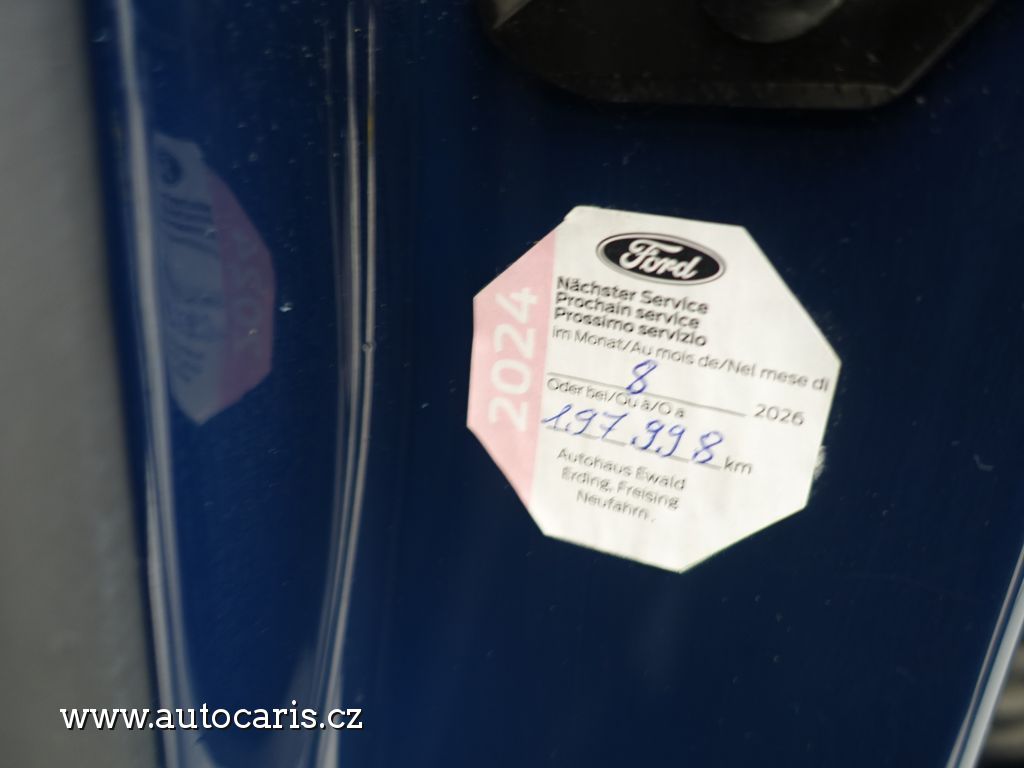 Ford
2024
Nächster Service
Prochain service
Prossimo servizio
im Monat/Au mois de/Nel mese di
8 2026
Oder bei/Ou à/O a
197 998 km
Autohaus Ewald
Erding, Freising
Neufahrn.
www.autocaris.cz